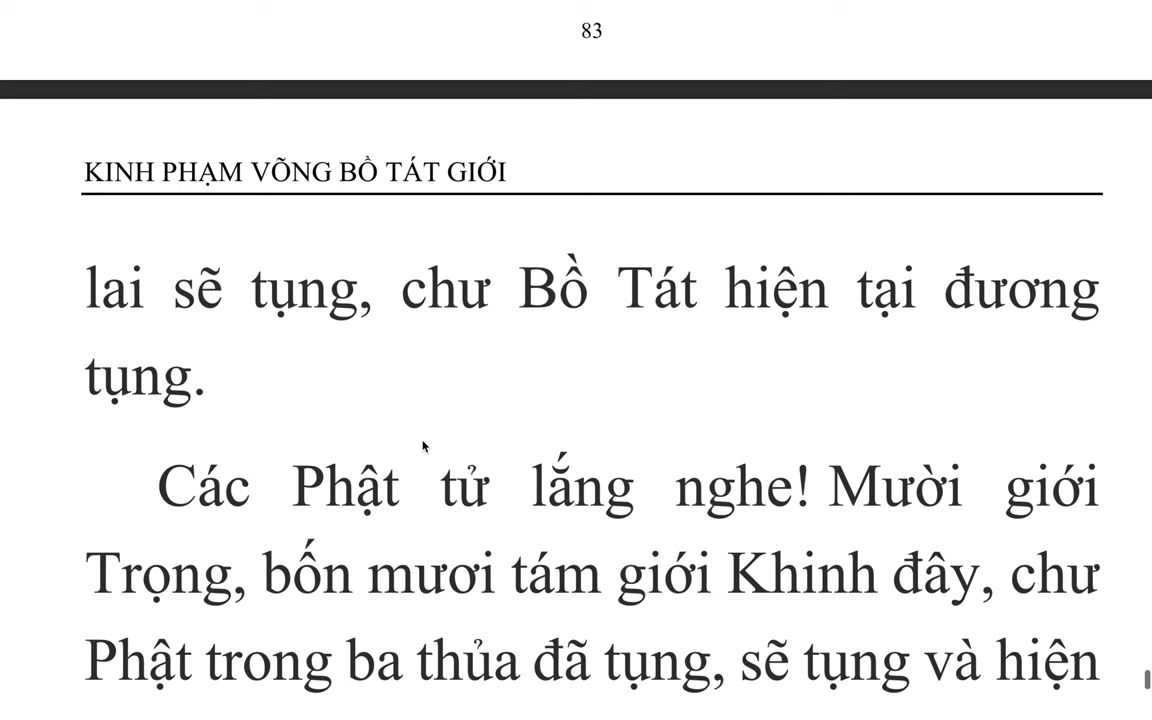 83
KINH PHẠM VÕNG BỒ TÁT GIỚI
lai sẽ tụng, chư Bồ Tát hiện tại đương
tụng.
Các Phật tử lắng nghe! Mười giới
Trọng, bốn mươi tám giới Khinh đây, chư
Phật trong ba thủa đã tụng, sẽ tụng và hiện